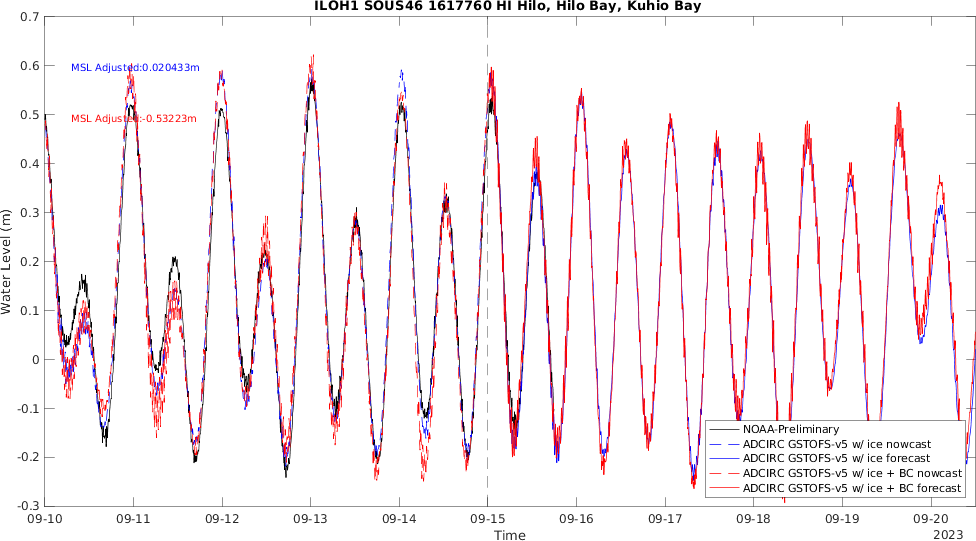 ILOH1 SOUS46 1617760 HI Hilo, Hilo Bay, Kuhio Bay
0.7
0.6
0.5
0.4
0.3
0.2
0.1
0
-0.1
-0.2
-0.3
Water Level (m)
MSL Adjusted:0.020433m
MSL Adjusted:-0.53223m
NOAA-Preliminary
ADCIRC GSTOFS-v5 w/ ice nowcast
ADCIRC GSTOFS-v5 w/ ice forecast
ADCIRC GSTOFS-v5 w/ ice + BC nowcast
ADCIRC GSTOFS-v5 w/ ice + BC forecast
09-10 09-11 09-12 09-13 09-14 09-15 09-16 09-17 09-18 09-19 09-20
Time
2023